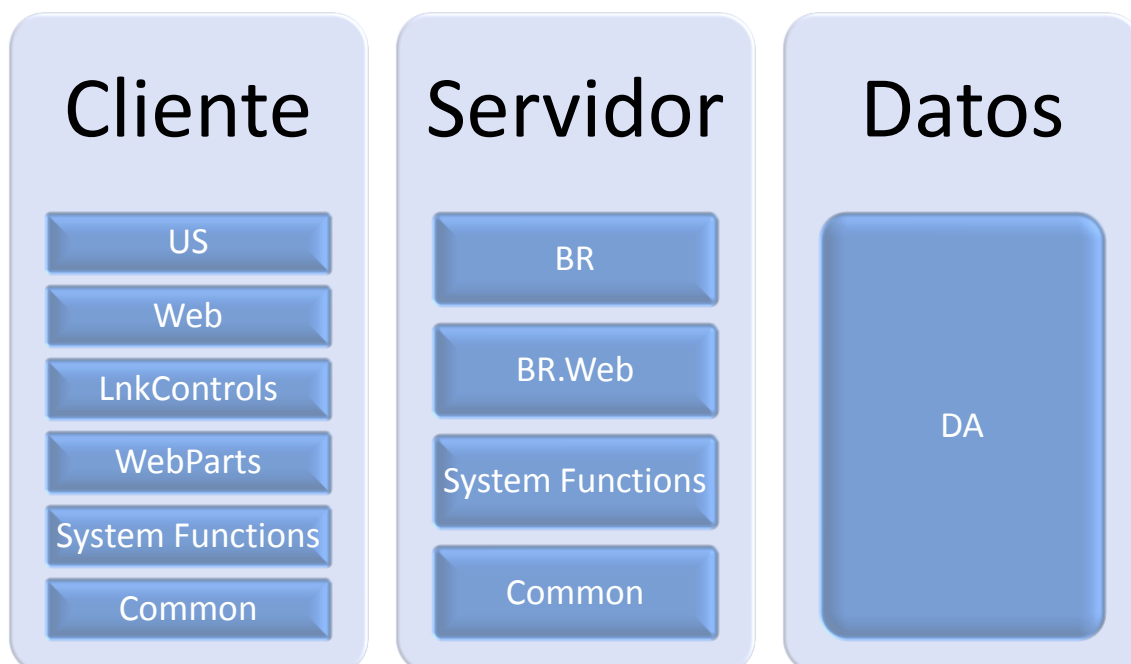 Cliente
US
Web
LnkControls
WebParts
System Functions
Common
Servidor
BR
BR.Web
System Functions
Common
Datos
DA